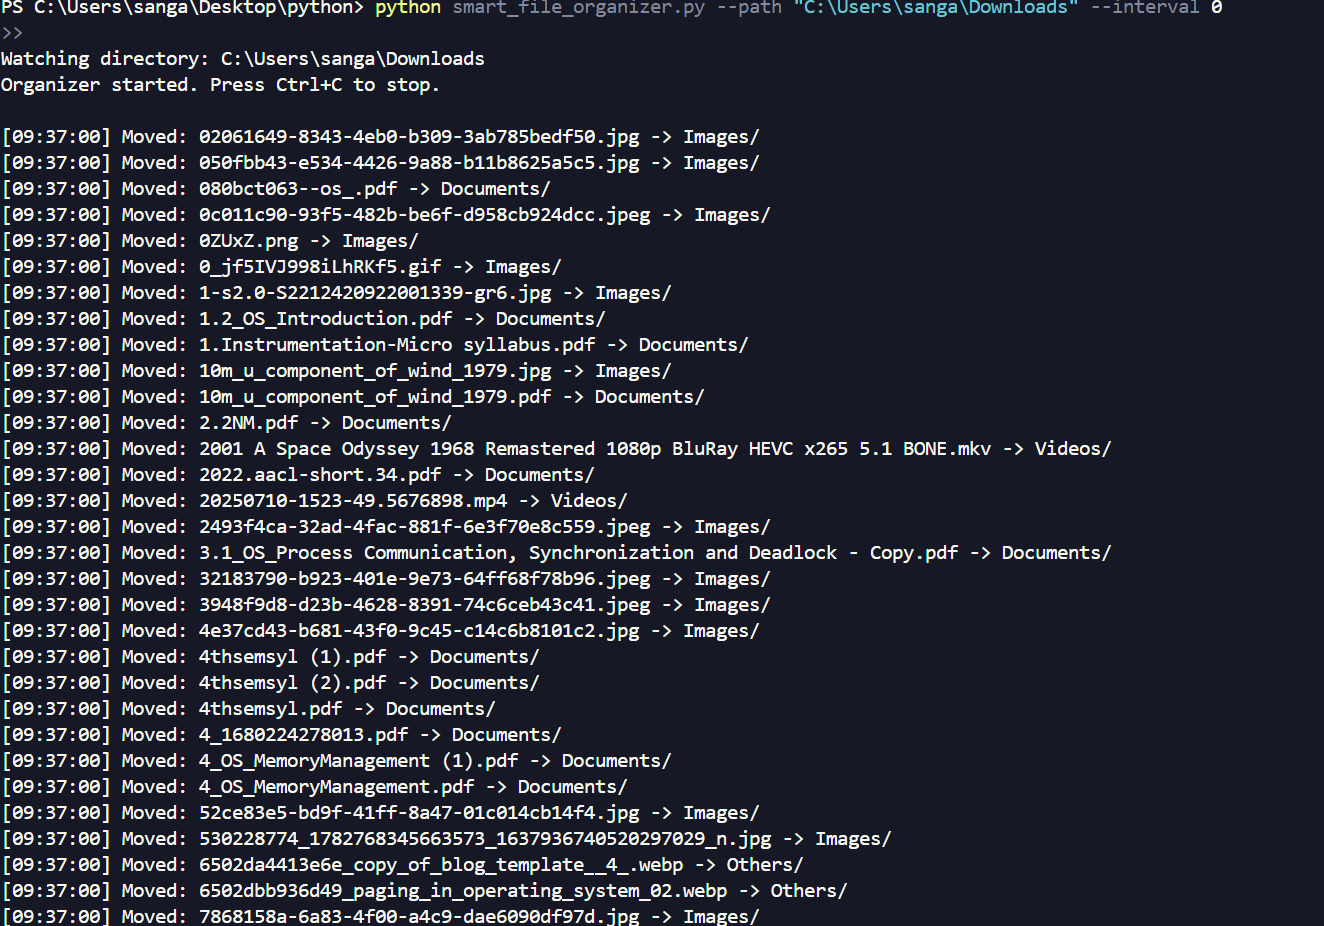 PS C:\Users\sanga\Desktop\python> python smart_file_organizer.py --path "C:\Users\sanga\Downloads" --interval 0
>>
Watching directory: C:\Users\sanga\Downloads
Organizer started. Press Ctrl+C to stop.
[09:37:00] Moved: 02061649-8343-4eb0-b309-3ab785bedf50.jpg -> Images/
[09:37:00] Moved: 050fbb43-e534-4426-9a88-b11b8625a5c5.jpg -> Images/
[09:37:00] Moved: 080bct063--os_.pdf -> Documents/
[09:37:00] Moved: 0c011c90-93f5-482b-be6f-d958cb924dcc.jpeg -> Images/
[09:37:00] Moved: 0ZUxZ.png -> Images/
[09:37:00] Moved: 0_jf5IVJ998iLhRKf5.gif -> Images/
[09:37:00] Moved: 1-s2.0-S2212420922001339-gr6.jpg -> Images/
[09:37:00] Moved: 1.2_OS_Introduction.pdf -> Documents/
[09:37:00] Moved: 1.Instrumentation-Micro syllabus.pdf -> Documents/
[09:37:00] Moved: 10m_u_component_of_wind_1979.jpg -> Images/
[09:37:00] Moved: 10m_u_component_of_wind_1979.pdf -> Documents/
[09:37:00] Moved: 2.2NM.pdf -> Documents/
[09:37:00] Moved: 2001 A Space Odyssey 1968 Remastered 1080p BluRay HEVC x265 5.1 BONE.mkv -> Videos/
[09:37:00] Moved: 2022.aacl-short.34.pdf -> Documents/
[09:37:00] Moved: 20250710-1523-49.5676898.mp4 -> Videos/
[09:37:00] Moved: 2493f4ca-32ad-4fac-881f-6e3f70e8c559.jpeg -> Images/
[09:37:00] Moved: 3.1_OS_Process Communication, Synchronization and Deadlock - Copy.pdf -> Documents/
[09:37:00] Moved: 32183790-b923-401e-9e73-64ff68f78b96.jpeg -> Images/
[09:37:00] Moved: 3948f9d8-d23b-4628-8391-74c6ceb43c41.jpeg -> Images/
[09:37:00] Moved: 4e37cd43-b681-43f0-9c45-c14c6b8101c2.jpg -> Images/
[09:37:00] Moved: 4thsemsyl (1).pdf -> Documents/
[09:37:00] Moved: 4thsemsyl (2).pdf -> Documents/
[09:37:00] Moved: 4thsemsyl.pdf -> Documents/
[09:37:00] Moved: 4_1680224278013.pdf -> Documents/
[09:37:00] Moved: 4_OS_MemoryManagement (1).pdf -> Documents/
[09:37:00] Moved: 4_OS_MemoryManagement.pdf -> Documents/
[09:37:00] Moved: 52ce83e5-bd9f-41ff-8a47-01c014cb14f4.jpg -> Images/
[09:37:00] Moved: 530228774_1782768345663573_1637936740520297029_n.jpg -> Images/
[09:37:00] Moved: 6502da4413e6e_copy_of_blog_template__4_.webp -> Others/
[09:37:00] Moved: 6502dbb936d49_paging_in_operating_system_02.webp -> Others/
[09:37:00] Moved: 7868158a-6a83-4f00-a4c9-dae6090df97d.jpg -> Images/